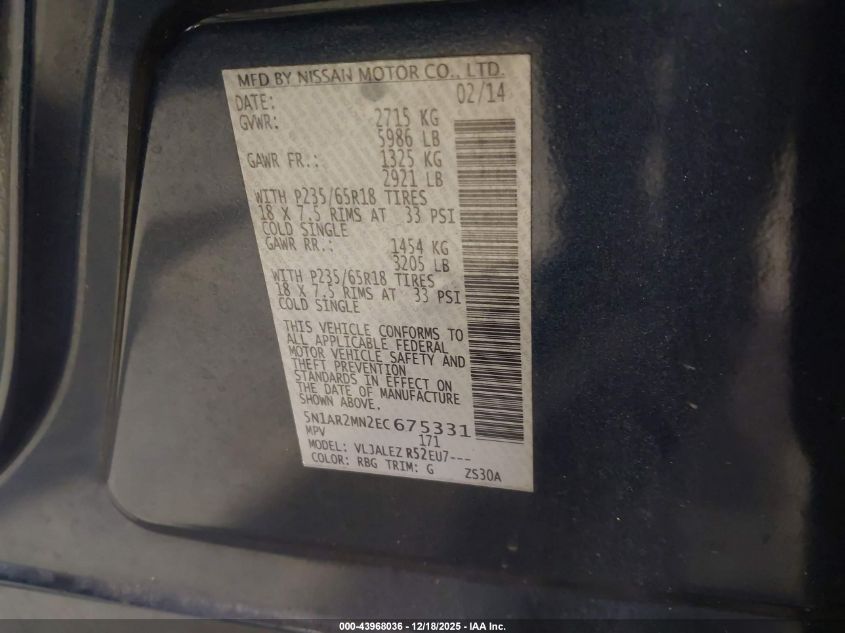 MFD BY NISSAN MOTOR CO., LTD.
DATE: 02/14
GVWR: 2715 KG
5986 LB
GAWR FR:: 1325 KG
2921 LB
WITH P235/65R18 TIRES
18 X 7.5 RIMS AT 33 PSI
COLD SINGLE
GAWR RR.: 1454 KG
3205 LB
WITH P235/65R18 TIRES
18 X 7.5 RIMS AT 33 PSI
COLD SINGLE
THIS VEHICLE CONFORMS TO
ALL APPLICABLE FEDERAL
MOTOR VEHICLE SAFETY AND
THEFT PREVENTION
STANDARDS IN EFFECT ON
THE DATE OF MANUFACTURE
SHOWN ABOVE.
5N1AR2MN2EC675331
MPV 171
MODEL: VLJALEZ R52EU7---
COLOR: RBG TRIM: G ZS30A
000-43968036 • 12/18/2025 • IAA Inc.